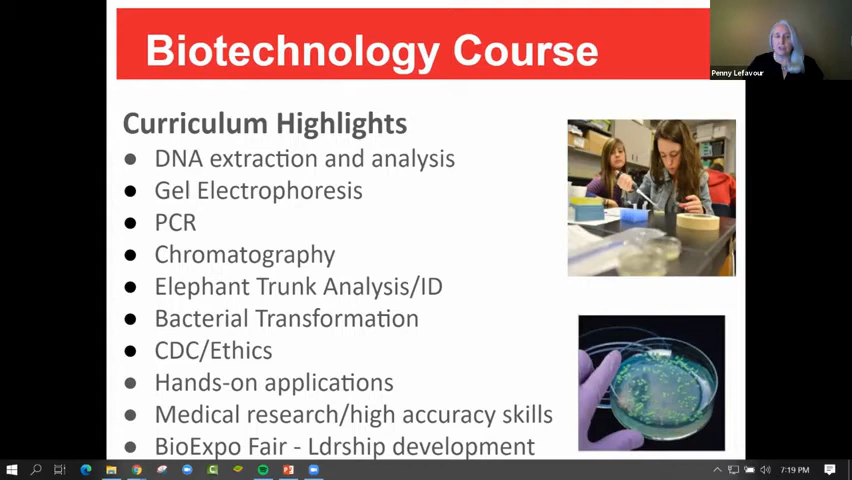 Biotechnology Course
Penny Lefavour
Curriculum Highlights
● DNA extraction and analysis
● Gel Electrophoresis
● PCR
● Chromatography
● Elephant Trunk Analysis/ID
● Bacterial Transformation
● CDC/Ethics
● Hands-on applications
● Medical research/high accuracy skills
● BioExpo Fair - Ldrship development
7:19 PM